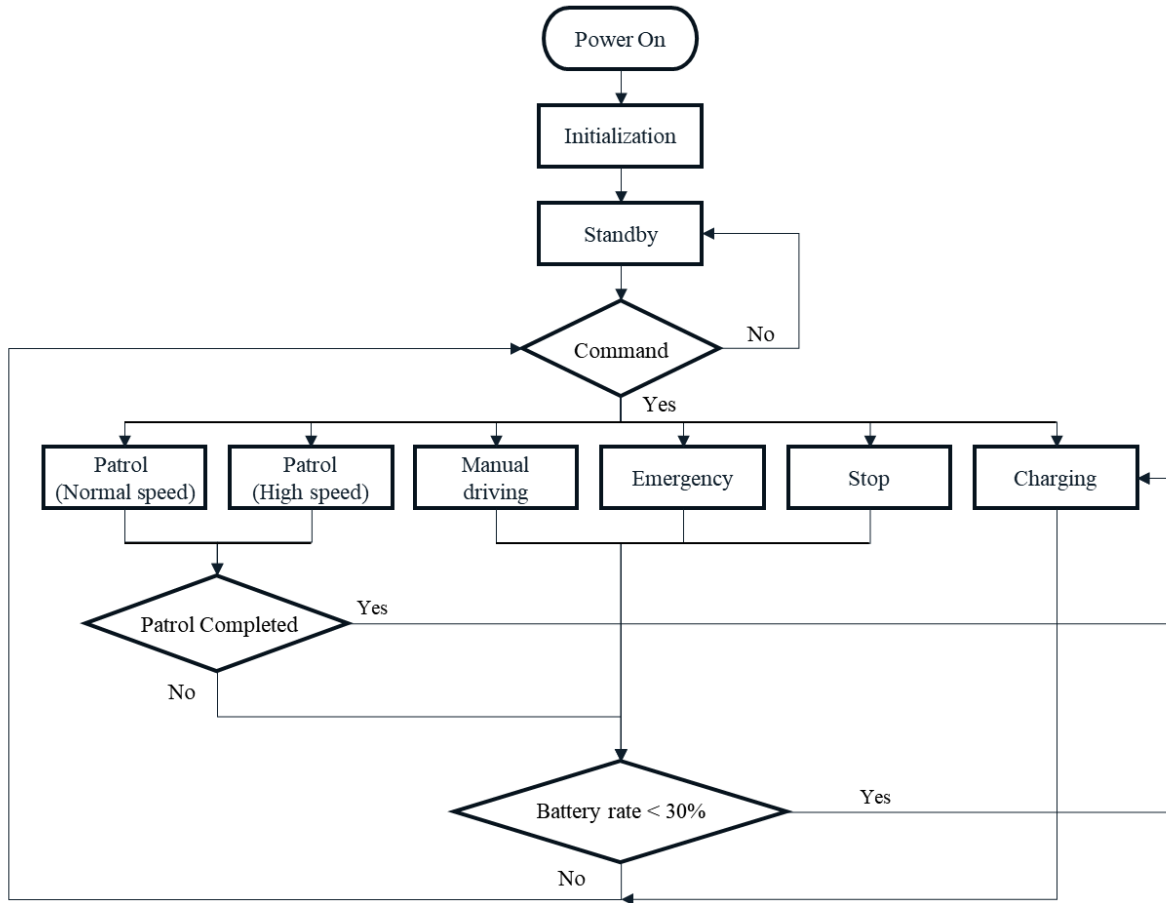 Power On
Initialization
Standby
No
Command
Yes
Patrol
(Normal speed)
Patrol
(High speed)
Manual
driving
Emergency
Stop
Charging
Yes
Patrol Completed
No
Yes
Battery rate < 30%
No